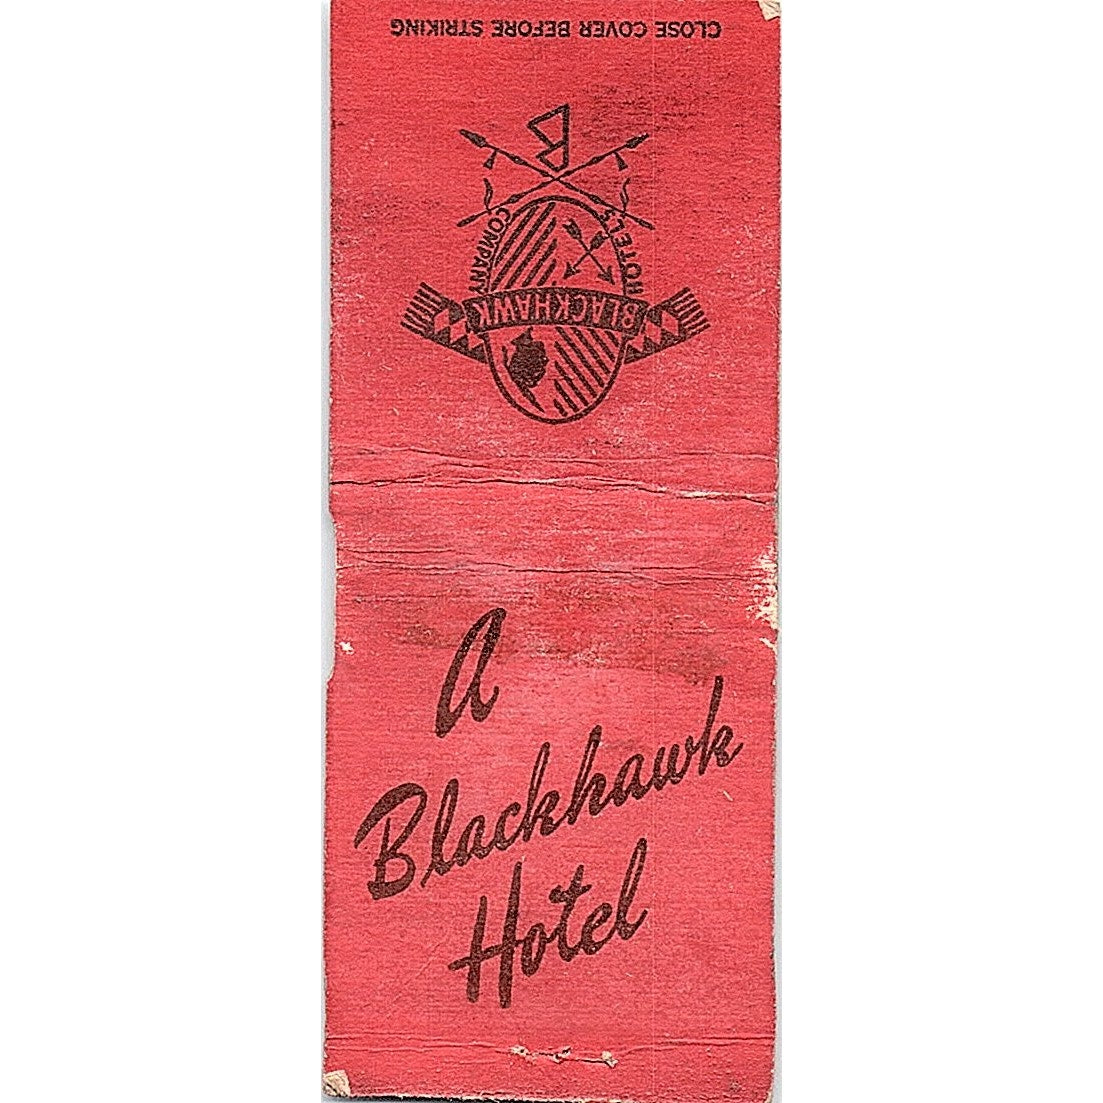 CLOSE COVER BEFORE STRIKING
B
COMPANY
HOTELS
BLACKHAWK
A
Blackhawk
Hotel